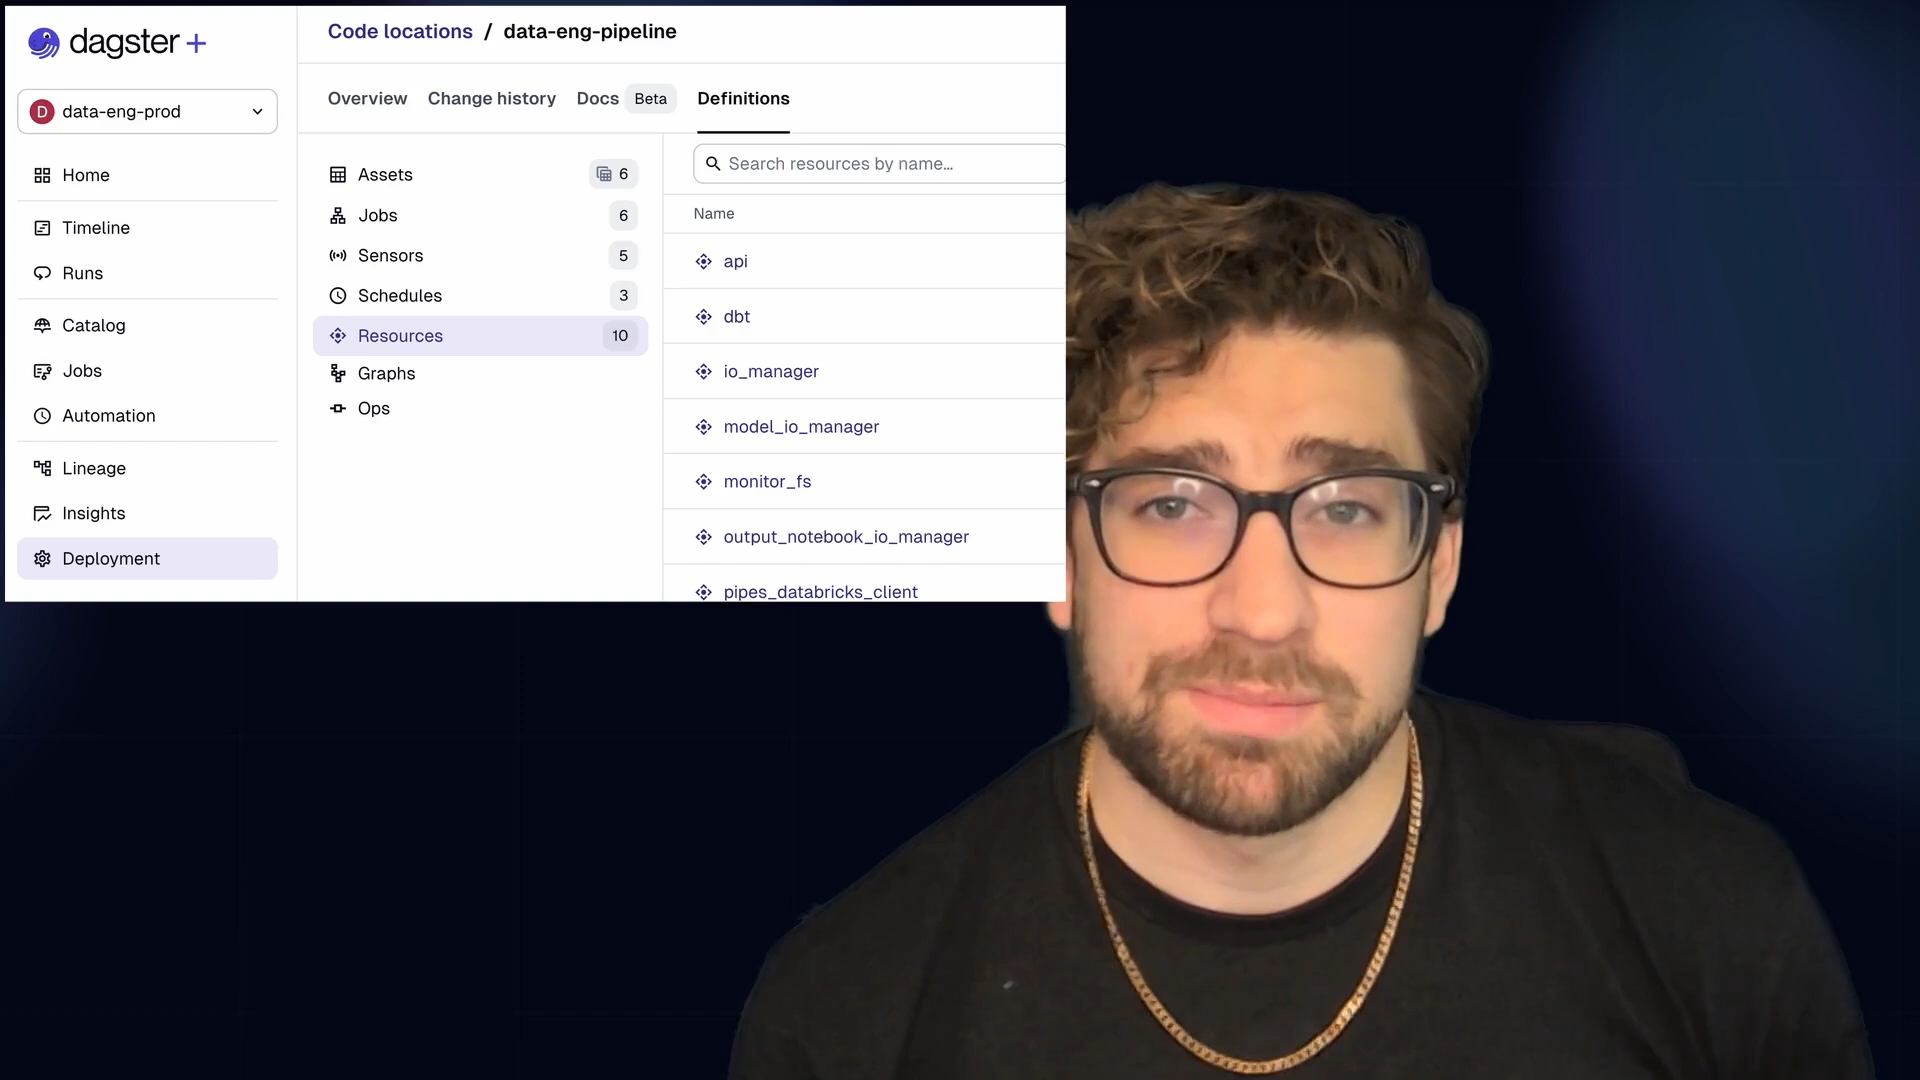 dagster +
D data-eng-prod
Home
Timeline
Runs
Catalog
Jobs
Automation
Lineage
Insights
Deployment
Code locations / data-eng-pipeline
Overview Change history Docs Beta Definitions
Assets 6
Jobs 6
Sensors 5
Schedules 3
Resources 10
Graphs
Ops
Search resources by name...
Name
api
dbt
io_manager
model_io_manager
monitor_fs
output_notebook_io_manager
pipes_databricks_client